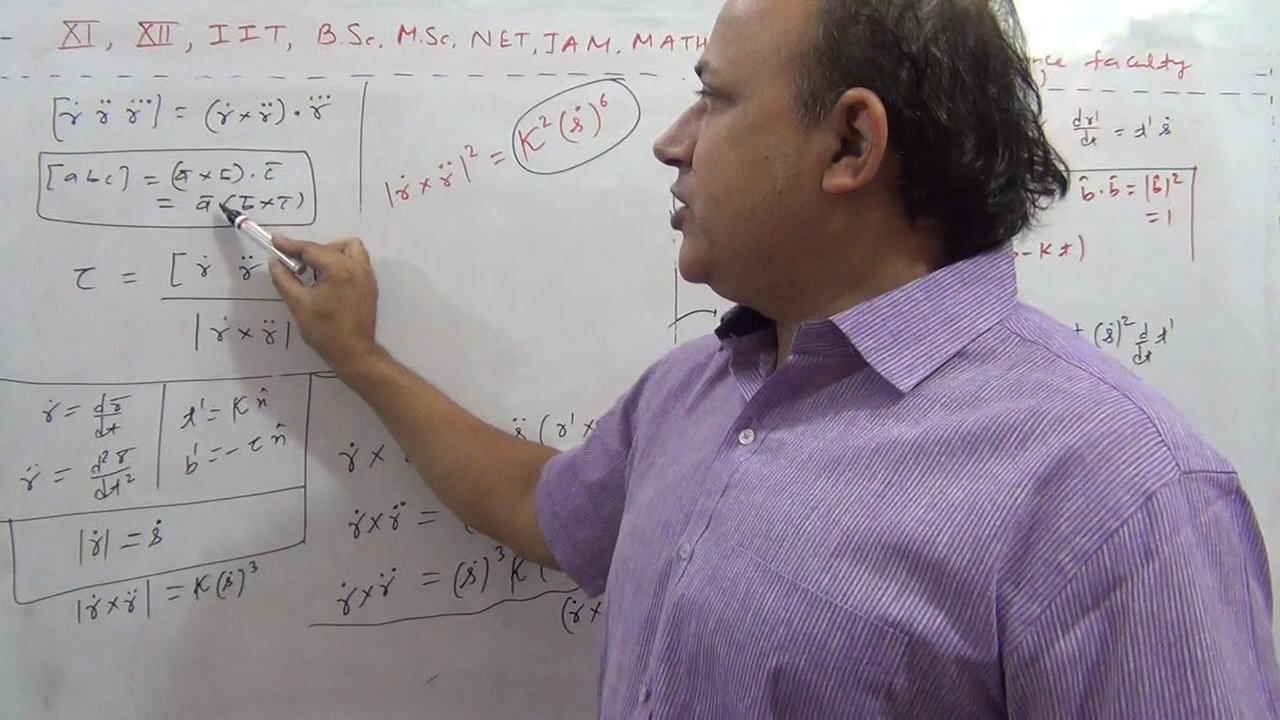 XI, XII, IIT, B.Sc, M.Sc, NET, JAM, MATH
faculty
[ṙ r̈ r⃛] = (ṙ × r̈) · r⃛
[a b c] = (ā × b̄) · c̄
= ā (b̄ × c̄)
τ = [ ṙ r̈
|ṙ × r̈|
|ṙ × r̈|² = K² (ṡ)⁶
ṙ = dr̄/dt
r̈ = d²r̄/dt²
t' = K n̂
b' = -τ n̂
|ṙ| = ṡ
|ṙ × r̈| = K (ṡ)³
ṙ ×
s̈ ( r' ×
ṙ × r̈ =
ṙ × r̈ = (ṡ)³ K (
(ṙ ×
dr'/dt = r' ṡ
b̂ · b̂ = |b̂|²
= 1
b - K t)
+ (ṡ)² d/dt r'